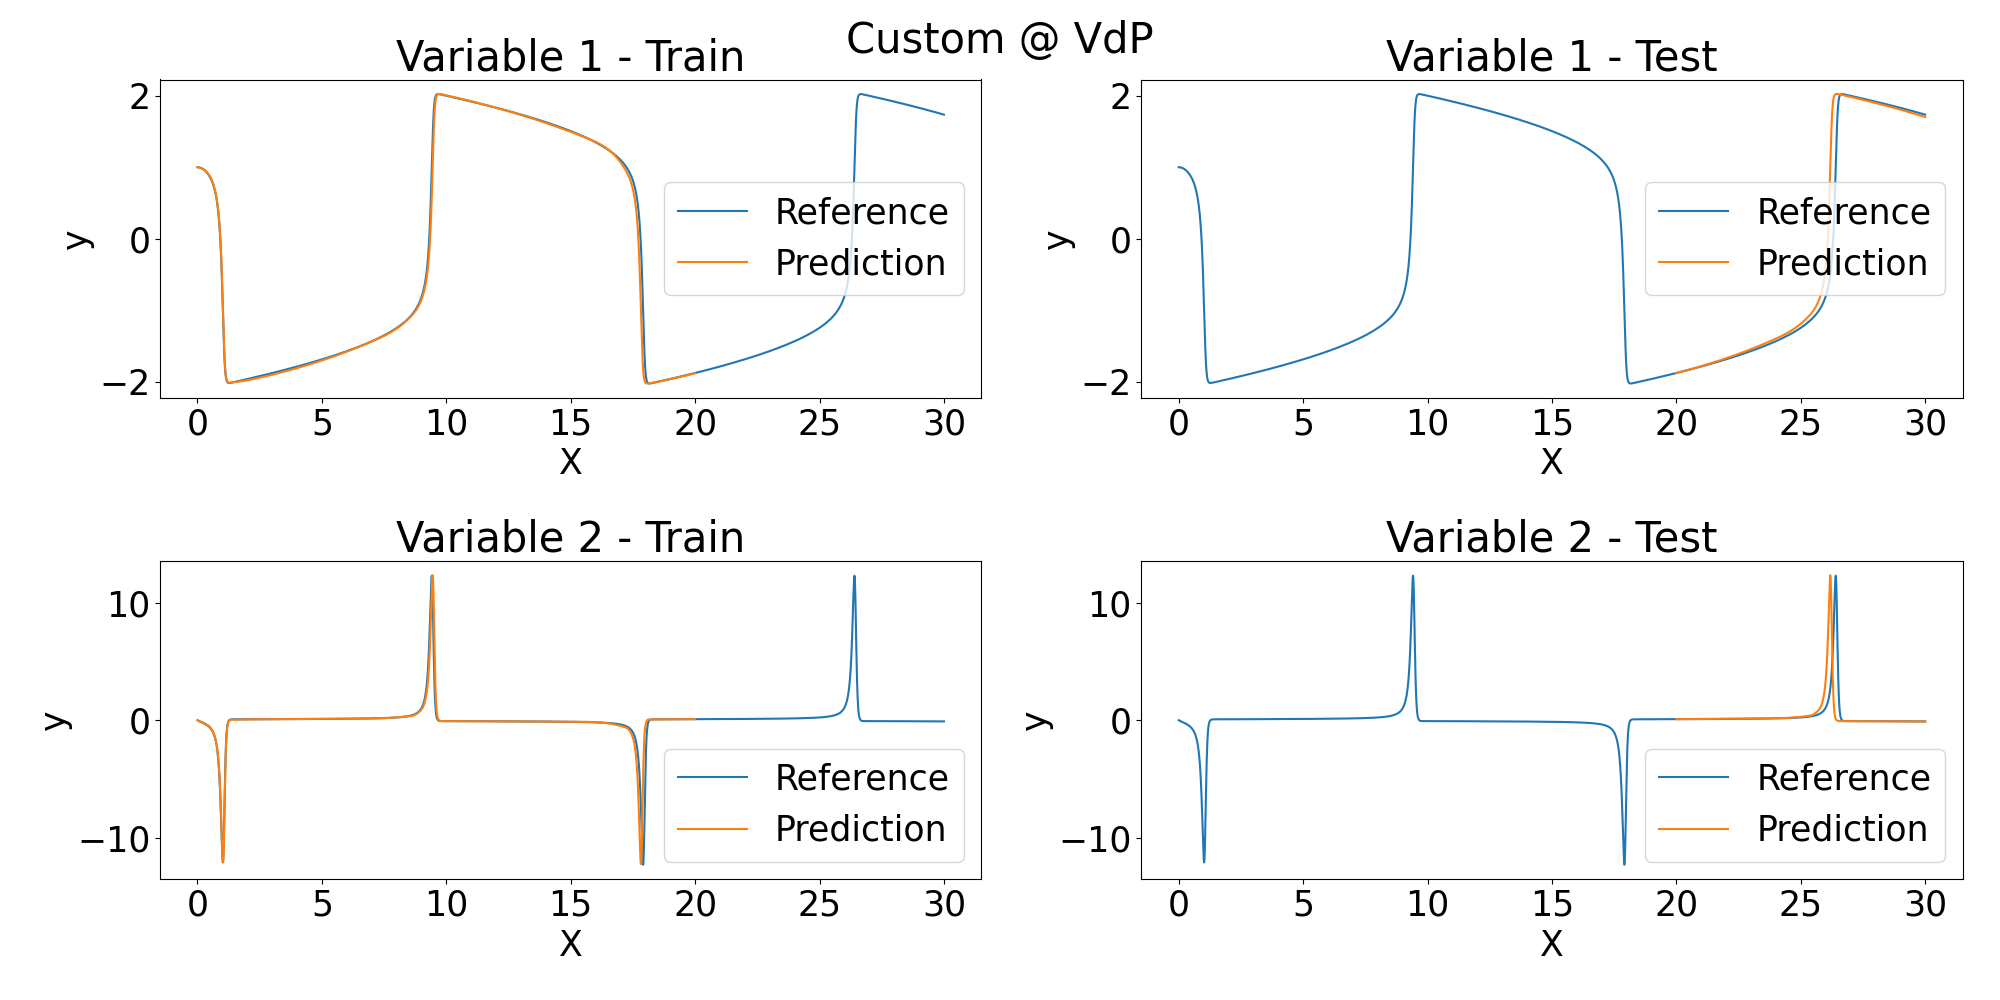 Custom @ VdP
Variable 1 - Train
2
0
−2
y
0 5 10 15 20 25 30
X
Reference
Prediction
Variable 1 - Test
2
0
−2
y
0 5 10 15 20 25 30
X
Reference
Prediction
Variable 2 - Train
10
0
−10
y
0 5 10 15 20 25 30
X
Reference
Prediction
Variable 2 - Test
10
0
−10
y
0 5 10 15 20 25 30
X
Reference
Prediction